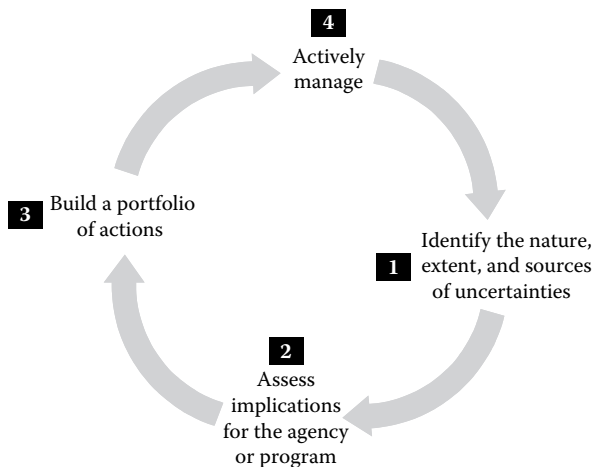 4
Actively
manage
3
Build a portfolio
of actions
1
Identify the nature,
extent, and sources
of uncertainties
2
Assess
implications
for the agency
or program